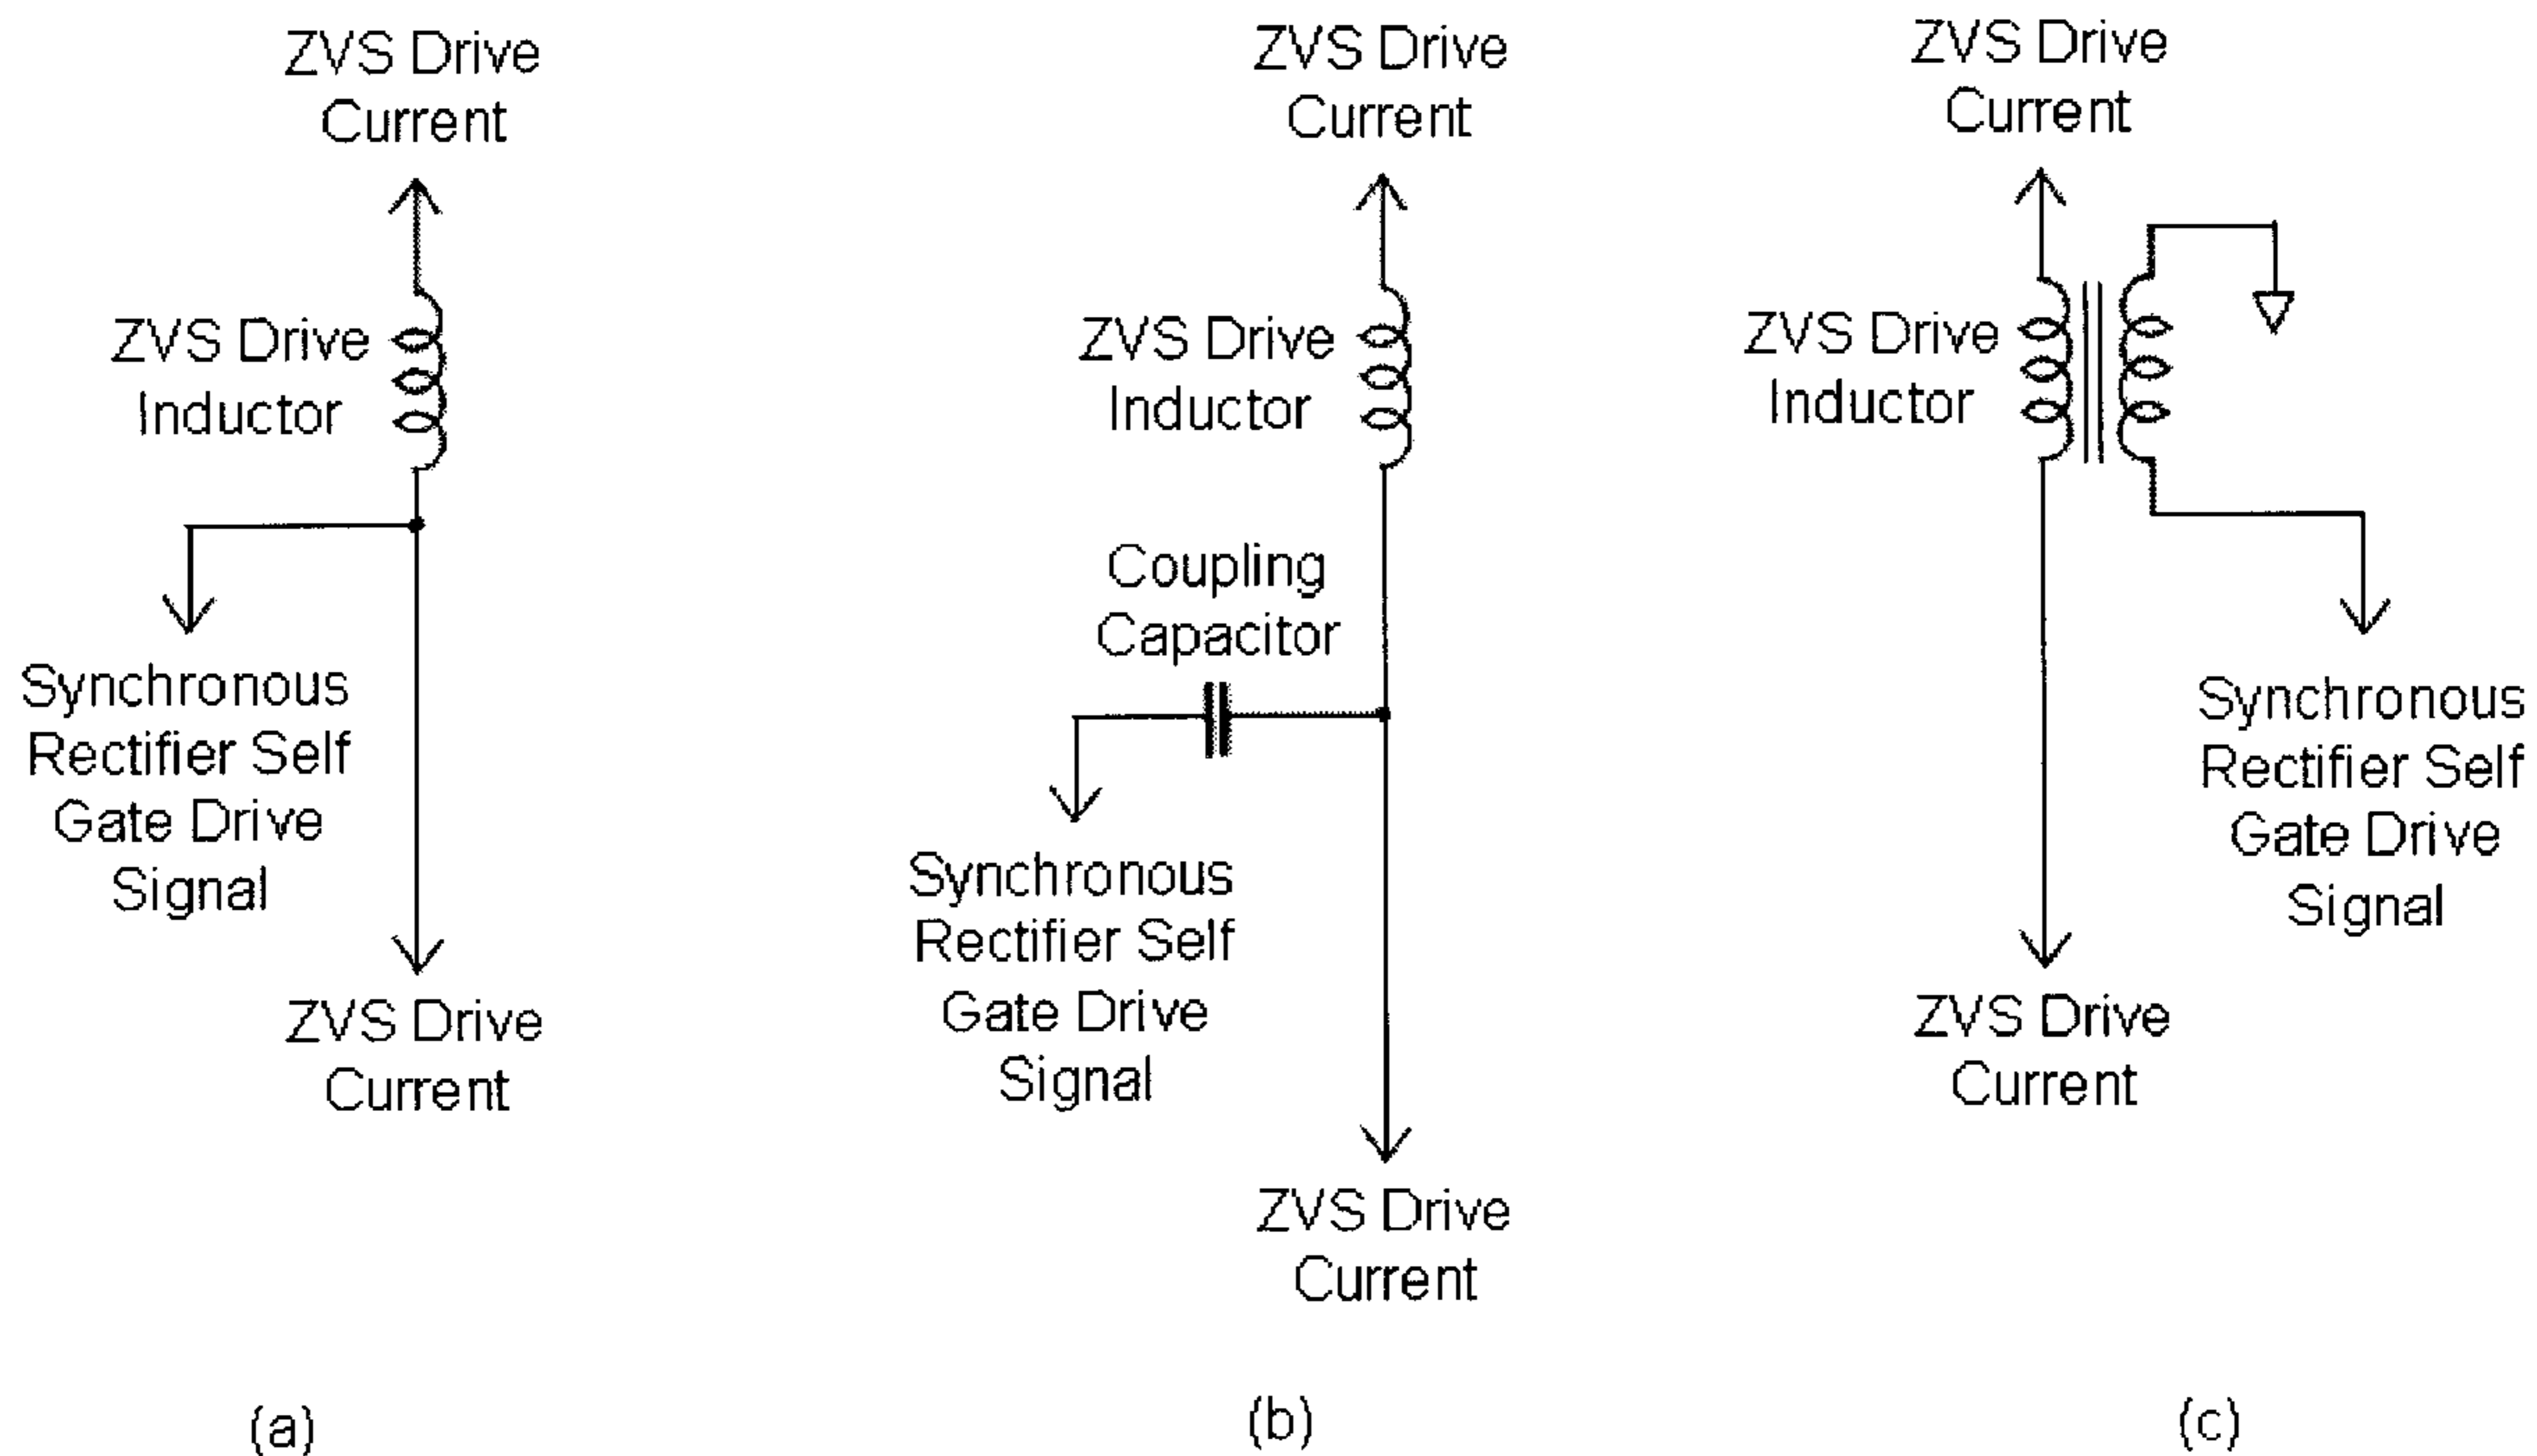 ZVS Drive
Current
ZVS Drive
Inductor
Synchronous
Rectifier Self
Gate Drive
Signal
ZVS Drive
Current
(a)
ZVS Drive
Current
ZVS Drive
Inductor
Coupling
Capacitor
Synchronous
Rectifier Self
Gate Drive
Signal
ZVS Drive
Current
(b)
ZVS Drive
Current
ZVS Drive
Inductor
Synchronous
Rectifier Self
Gate Drive
Signal
ZVS Drive
Current
(c)